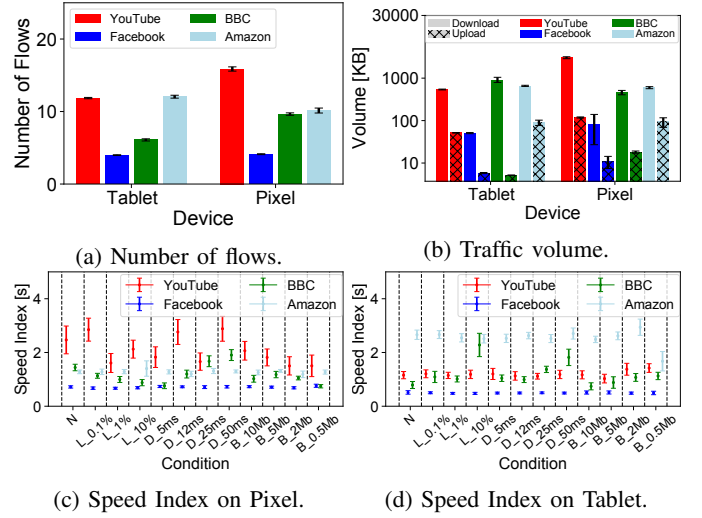 20
10
0
Number of Flows
YouTube
Facebook
BBC
Amazon
Tablet
Pixel
Device
(a) Number of flows.
30000
1000
100
10
Volume [KB]
Download
Upload
YouTube
Facebook
BBC
Amazon
Tablet
Pixel
Device
(b) Traffic volume.
4
2
0
Speed Index [s]
YouTube
Facebook
BBC
Amazon
N
L_0.1%
L_1%
L_10%
D_5ms
D_12ms
D_25ms
D_50ms
B_10Mb
B_5Mb
B_2Mb
B_0.5Mb
Condition
(c) Speed Index on Pixel.
4
2
0
Speed Index [s]
YouTube
Facebook
BBC
Amazon
N
L_0.1%
L_1%
L_10%
D_5ms
D_12ms
D_25ms
D_50ms
B_10Mb
B_5Mb
B_2Mb
B_0.5Mb
Condition
(d) Speed Index on Tablet.